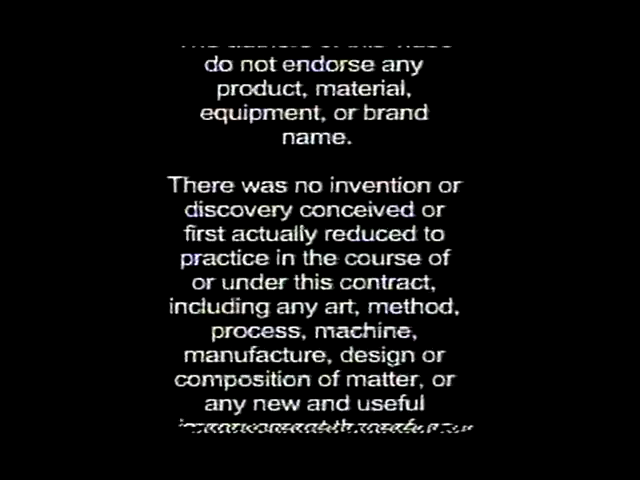 do not endorse any
product, material,
equipment, or brand
name.
There was no invention or
discovery conceived or
first actually reduced to
practice in the course of
or under this contract,
including any art, method,
process, machine,
manufacture, design or
composition of matter, or
any new and useful